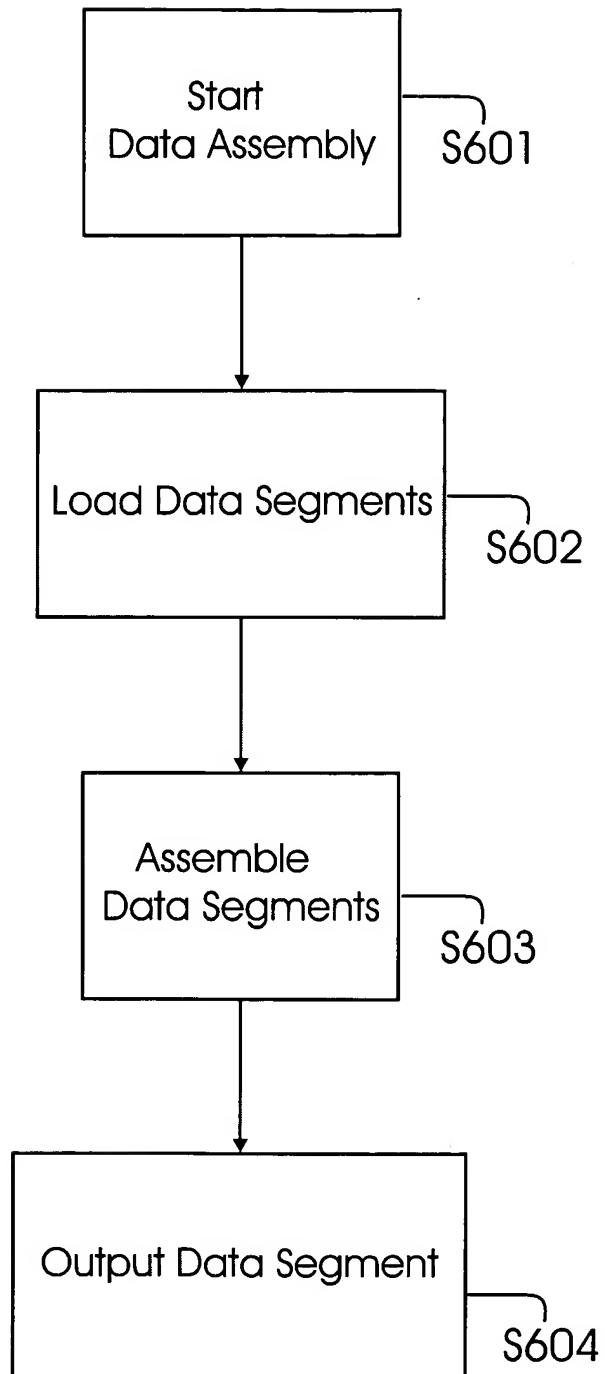 Start
Data Assembly
S601
Load Data Segments
S602
Assemble
Data Segments
S603
Output Data Segment
S604